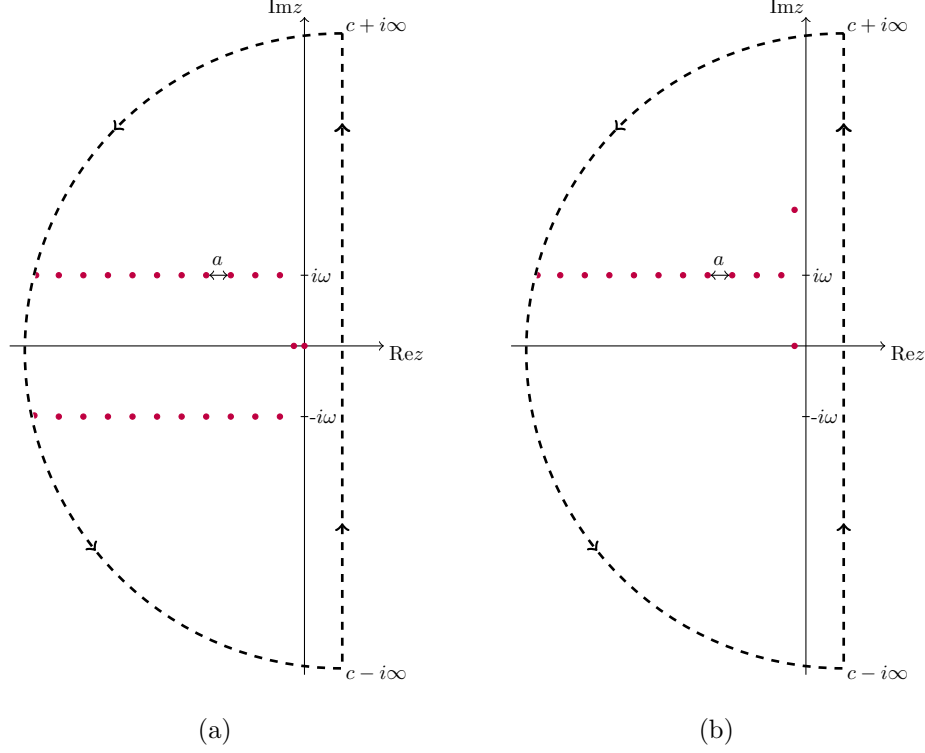 Imz
c + i∞
a
iω
Rez
-iω
c − i∞
(a)
Imz
c + i∞
a
iω
Rez
-iω
c − i∞
(b)